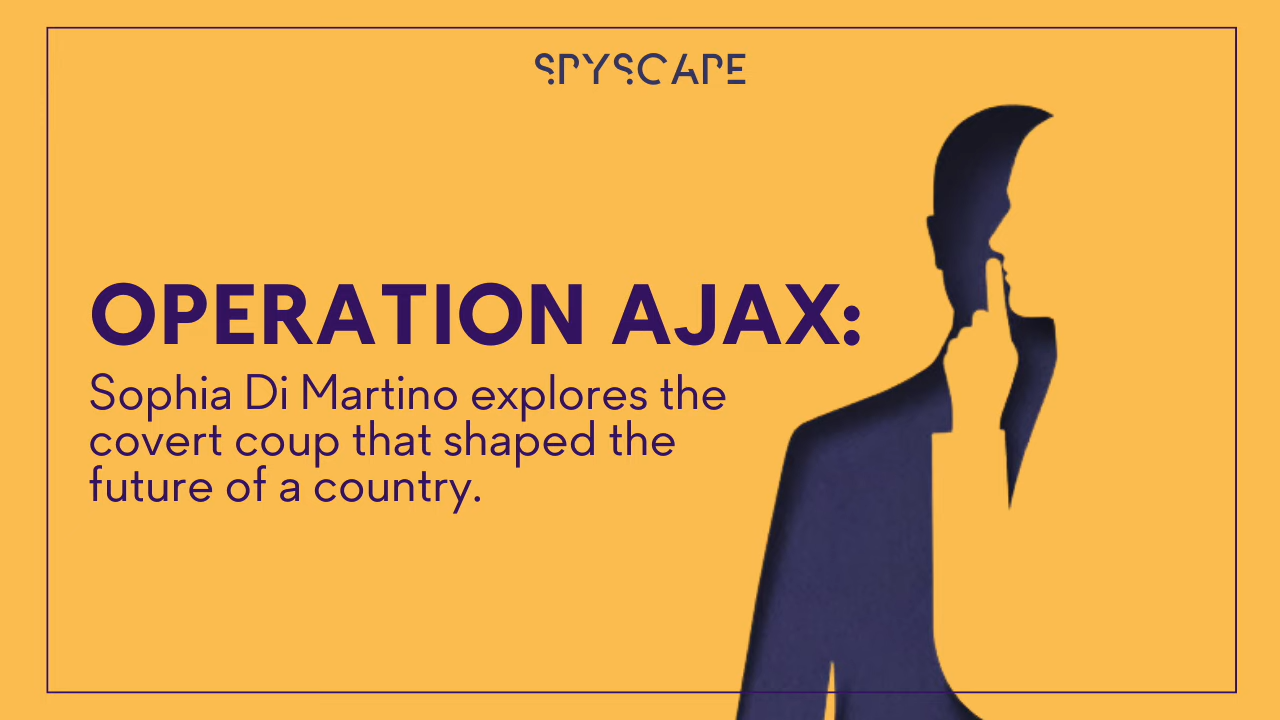 SPYSCAPE
OPERATION AJAX:
Sophia Di Martino explores the
covert coup that shaped the
future of a country.